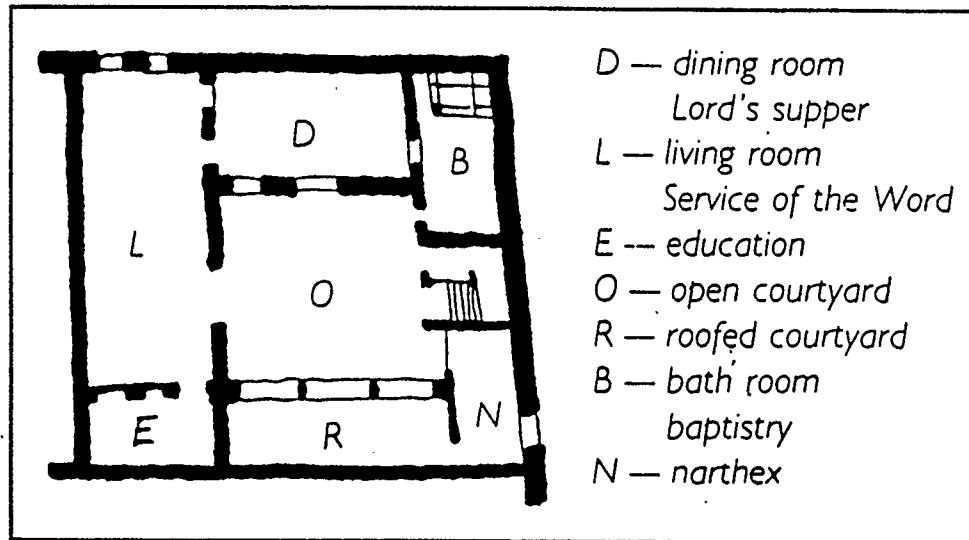 D
B
L
O
E
R
N
D — dining room
Lord's supper
L — living room
Service of the Word
E -- education
O — open courtyard
R — roofed courtyard
B — bath room
baptistry
N — narthex